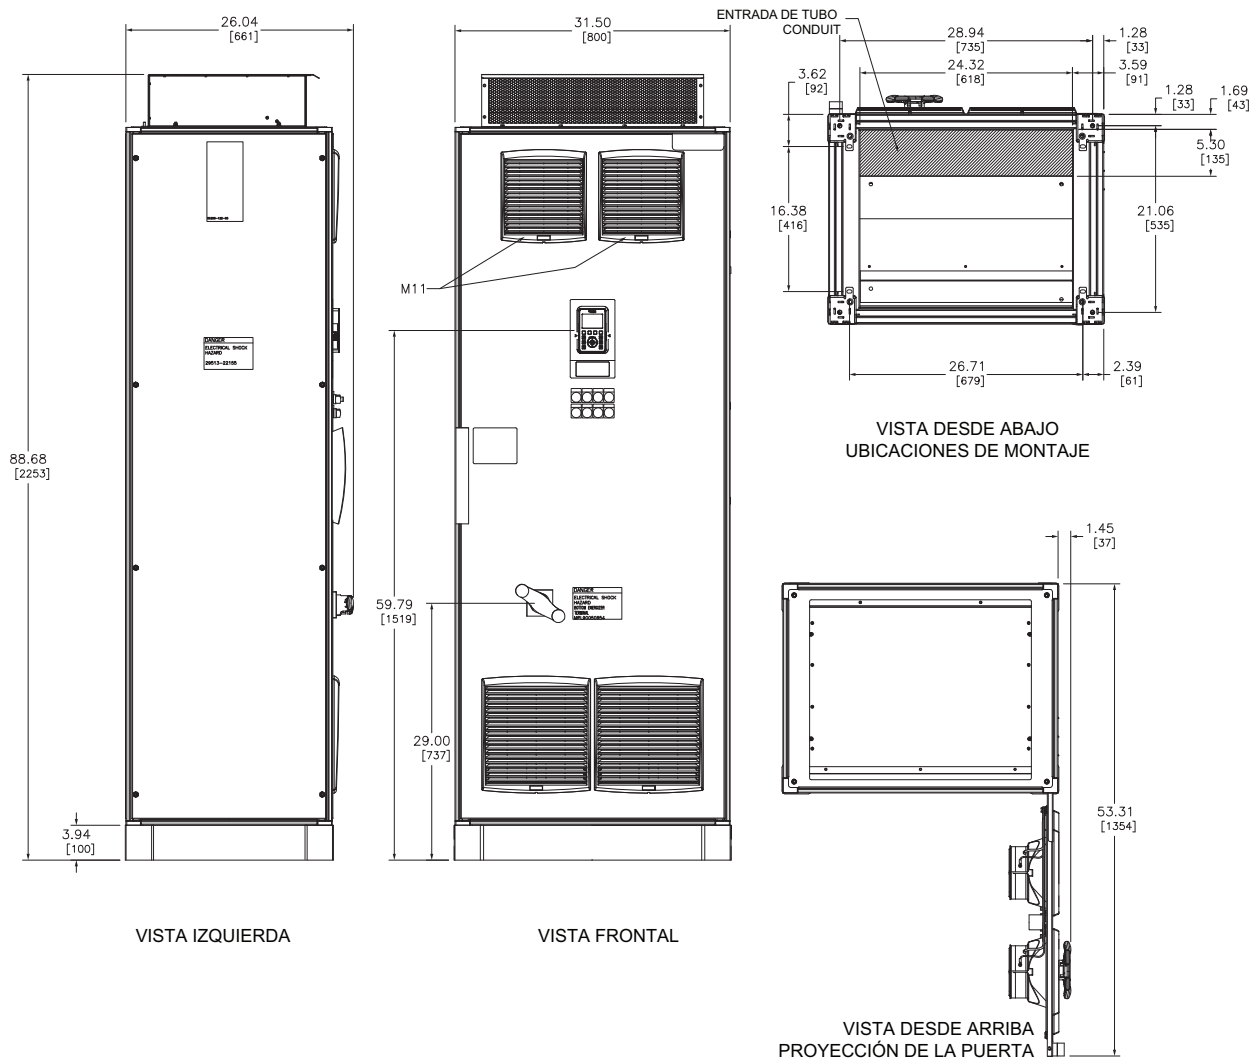 26.04
[661]
31.50
[800]
ENTRADA DE TUBO
CONDUIT
28.94
[735]
1.28
[33]
24.32
[618]
3.59
[91]
3.62
[92]
1.28
[33]
1.69
[43]
5.30
[135]
16.38
[416]
21.06
[535]
M11
DANGER
ELECTRICAL SHOCK
HAZARD
29513-22155
26.71
[679]
2.39
[61]
VISTA DESDE ABAJO
UBICACIONES DE MONTAJE
88.68
[2253]
1.45
[37]
59.79
[1519]
DANGER
ELECTRICAL SHOCK
HAZARD
TERMINAL
29.00
[737]
3.94
[100]
53.31
[1354]
VISTA IZQUIERDA
VISTA FRONTAL
VISTA DESDE ARRIBA
PROYECCIÓN DE LA PUERTA